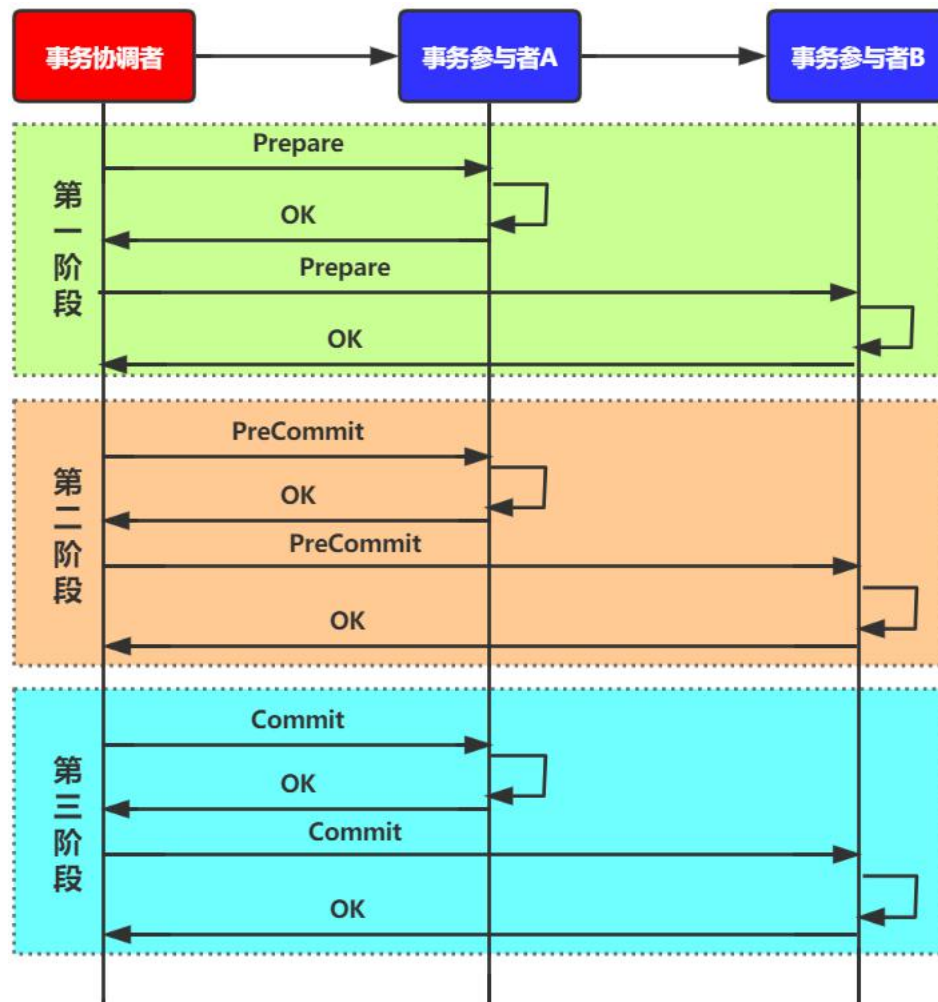 事务协调者
事务参与者A
事务参与者B
第一阶段
Prepare
OK
Prepare
OK
第二阶段
PreCommit
OK
PreCommit
OK
第三阶段
Commit
OK
Commit
OK